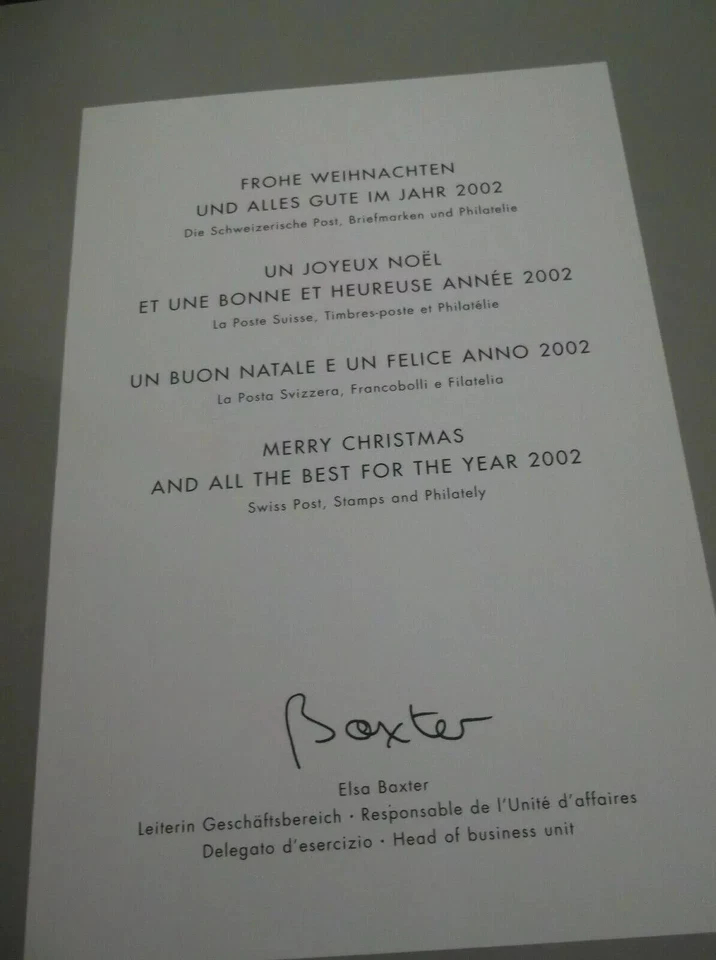 FROHE WEIHNACHTEN
UND ALLES GUTE IM JAHR 2002
Die Schweizerische Post, Briefmarken und Philatelie
UN JOYEUX NOËL
ET UNE BONNE ET HEUREUSE ANNÉE 2002
La Poste Suisse, Timbres-poste et Philatélie
UN BUON NATALE E UN FELICE ANNO 2002
La Posta Svizzera, Francobolli e Filatelia
MERRY CHRISTMAS
AND ALL THE BEST FOR THE YEAR 2002
Swiss Post, Stamps and Philately
Baxter
Elsa Baxter
Leiterin Geschäftsbereich · Responsable de l'Unité d'affaires
Delegato d'esercizio · Head of business unit